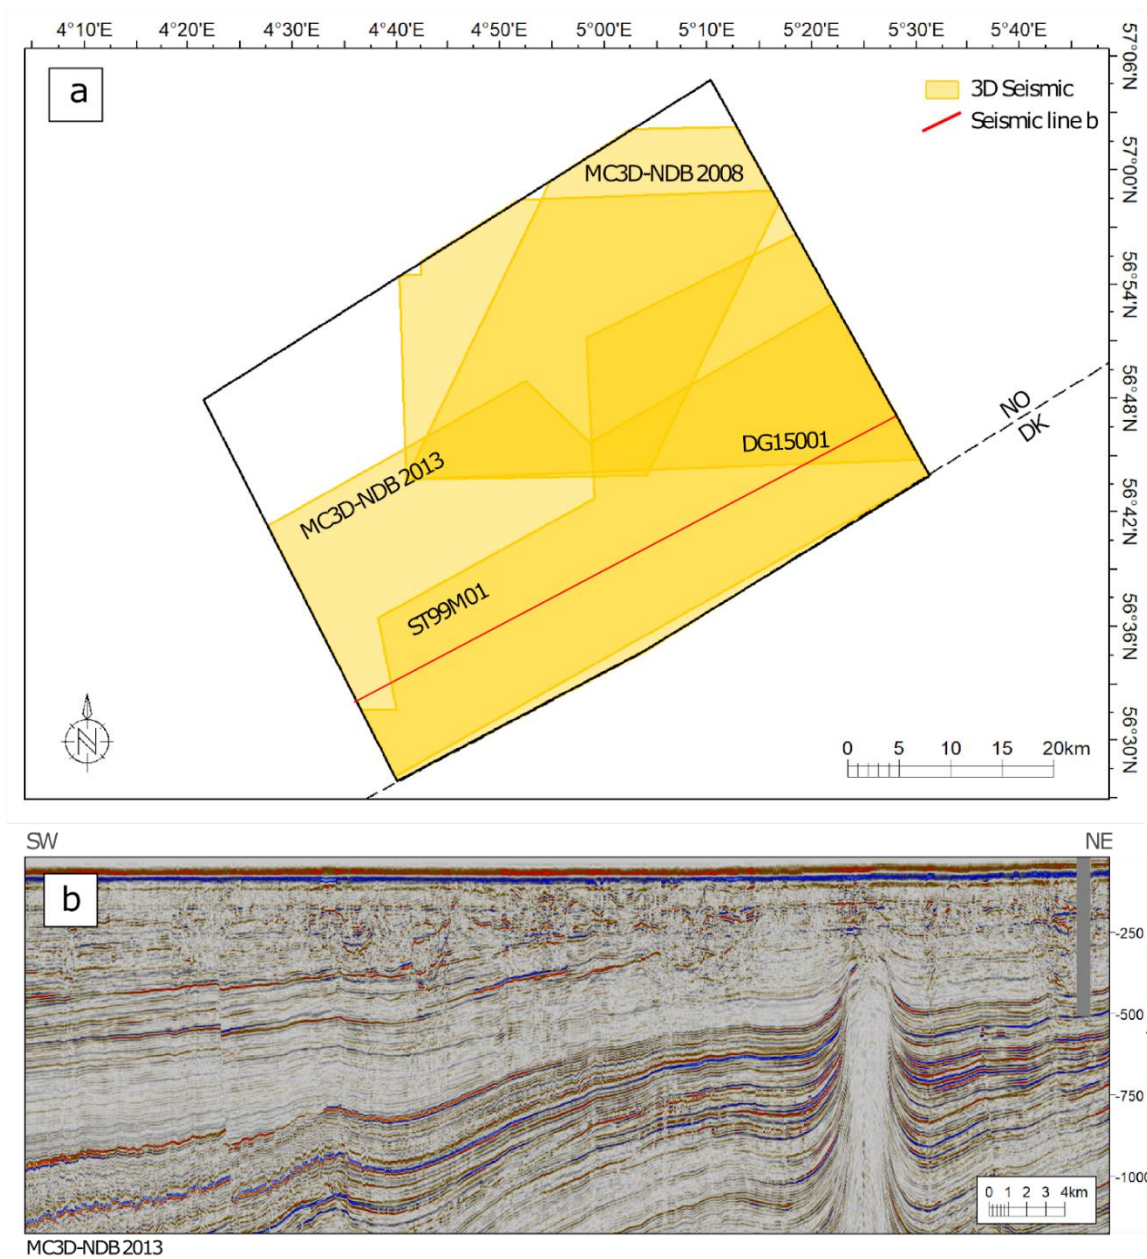 4°10'E 4°20'E 4°30'E 4°40'E 4°50'E 5°00'E 5°10'E 5°20'E 5°30'E 5°40'E
a
3D Seismic
Seismic line b
57°06'N
57°00'N
56°54'N
56°48'N
56°42'N
56°36'N
56°30'N
MC3D-NDB 2008
NO
DK
DG15001
MC3D-NDB 2013
ST99M01
N
0 5 10 15 20km
SW
NE
b
-250
-500
-750
-1000
0 1 2 3 4km
MC3D-NDB 2013